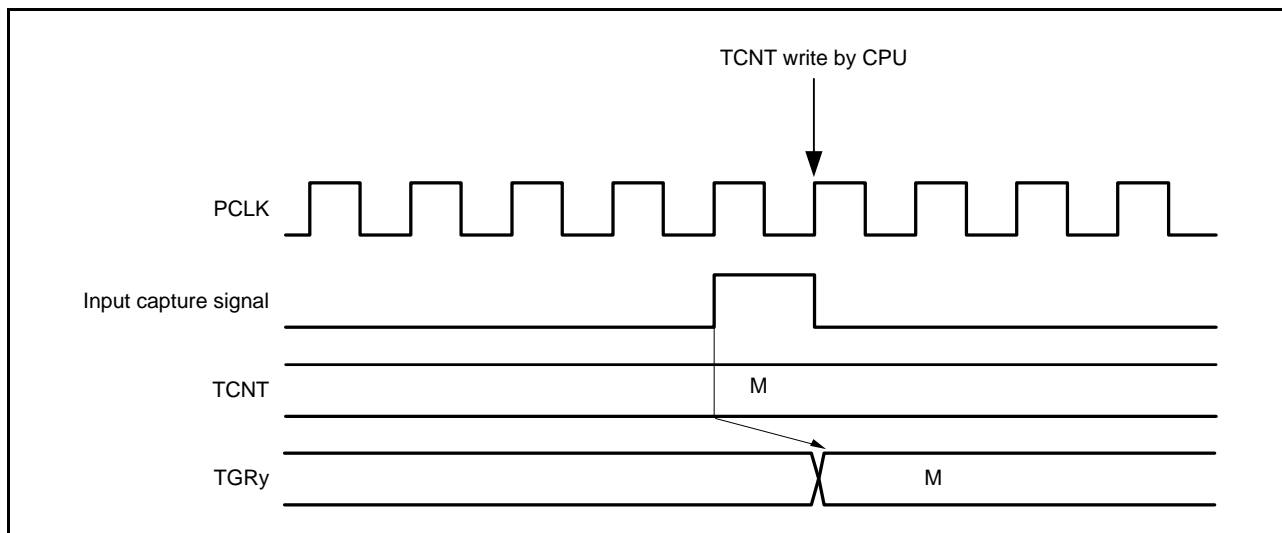 TCNT write by CPU
PCLK
Input capture signal
TCNT
M
TGRy
M